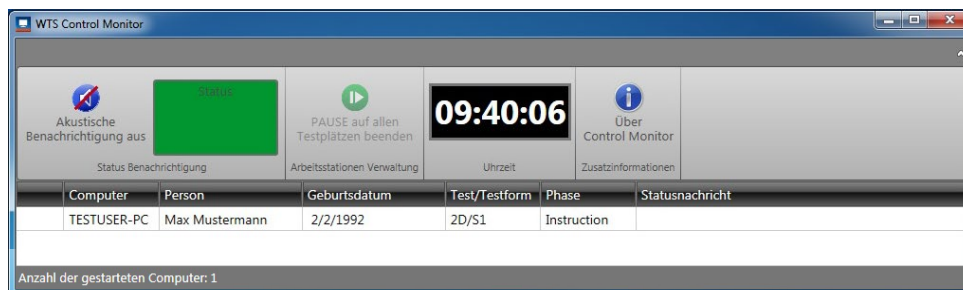 WTS Control Monitor
Akustische
Benachrichtigung aus
Status
PAUSE auf allen
Testplätzen beenden
09:40:06
Über
Control Monitor
Status Benachrichtigung
Arbeitsstationen Verwaltung
Uhrzeit
Zusatzinformationen
Computer Person Geburtsdatum Test/Testform Phase Statusnachricht
TESTUSER-PC Max Mustermann 2/2/1992 2D/S1 Instruction
Anzahl der gestarteten Computer: 1